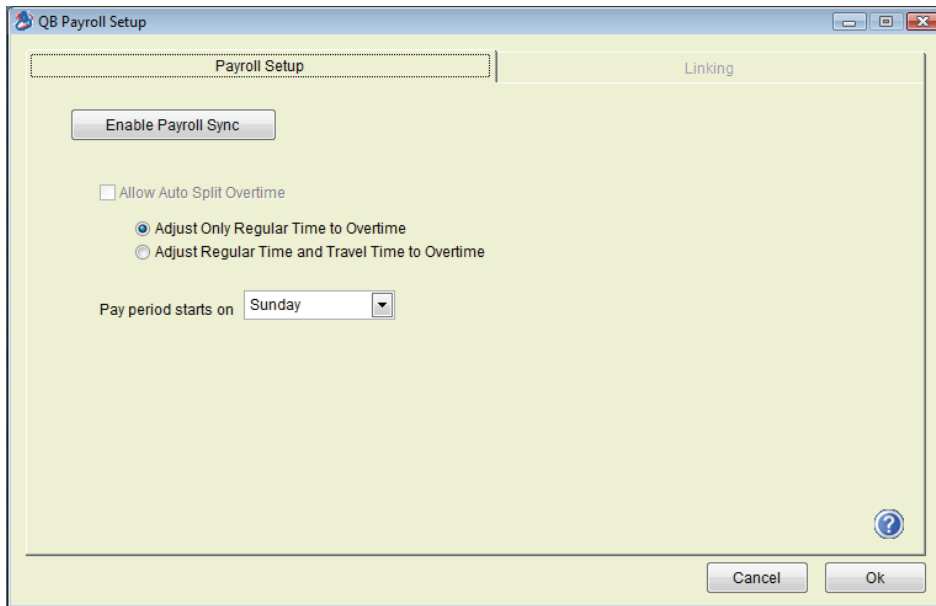 QB Payroll Setup
Payroll Setup
Linking
Enable Payroll Sync
Allow Auto Split Overtime
Adjust Only Regular Time to Overtime
Adjust Regular Time and Travel Time to Overtime
Pay period starts on Sunday
?
Cancel Ok